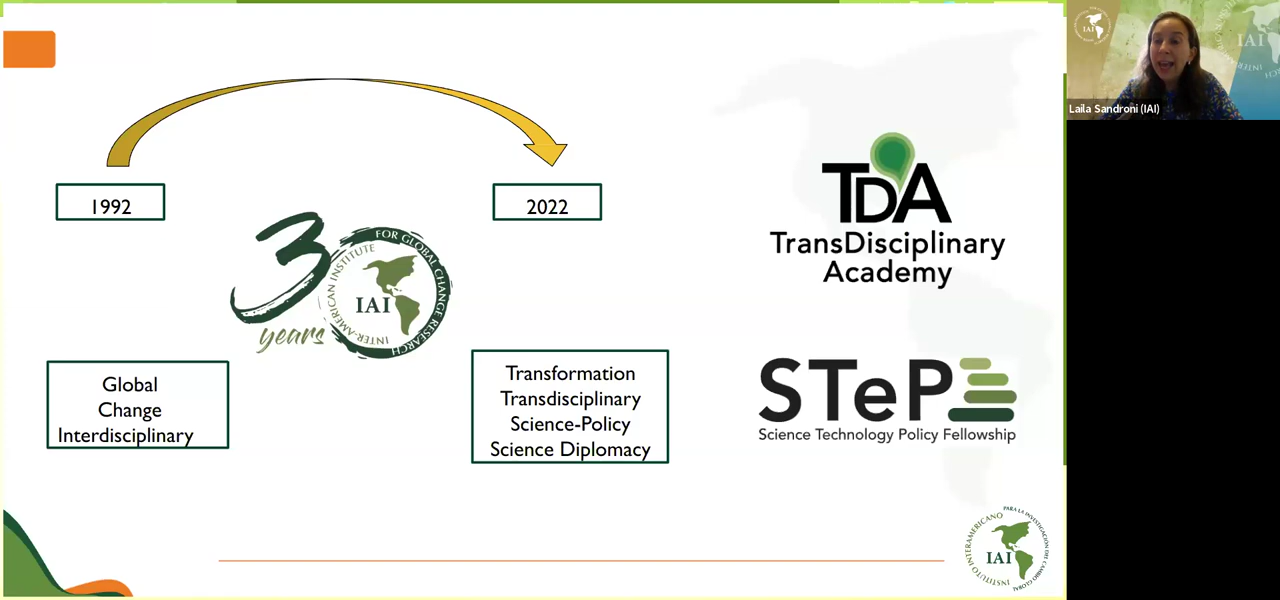 1992
2022
30
years
INTER-AMERICAN INSTITUTE FOR GLOBAL CHANGE RESEARCH
IAI
Global
Change
Interdisciplinary
Transformation
Transdisciplinary
Science-Policy
Science Diplomacy
TDA
TransDisciplinary
Academy
STeP
Science Technology Policy Fellowship
INSTITUTO INTERAMERICANO PARA LA INVESTIGACIÓN DEL CAMBIO GLOBAL
IAI
IAI
Laila Sandroni (IAI)